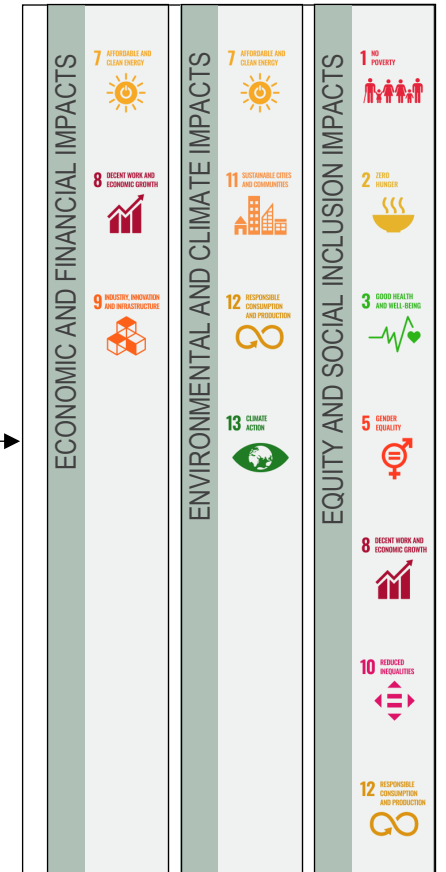 ECONOMIC AND FINANCIAL IMPACTS
7 AFFORDABLE AND
CLEAN ENERGY
8 DECENT WORK AND
ECONOMIC GROWTH
9 INDUSTRY, INNOVATION
AND INFRASTRUCTURE
ENVIRONMENTAL AND CLIMATE IMPACTS
7 AFFORDABLE AND
CLEAN ENERGY
11 SUSTAINABLE CITIES
AND COMMUNITIES
12 RESPONSIBLE
CONSUMPTION
AND PRODUCTION
13 CLIMATE
ACTION
EQUITY AND SOCIAL INCLUSION IMPACTS
1 NO
POVERTY
2 ZERO
HUNGER
3 GOOD HEALTH
AND WELL-BEING
5 GENDER
EQUALITY
8 DECENT WORK AND
ECONOMIC GROWTH
10 REDUCED
INEQUALITIES
12 RESPONSIBLE
CONSUMPTION
AND PRODUCTION